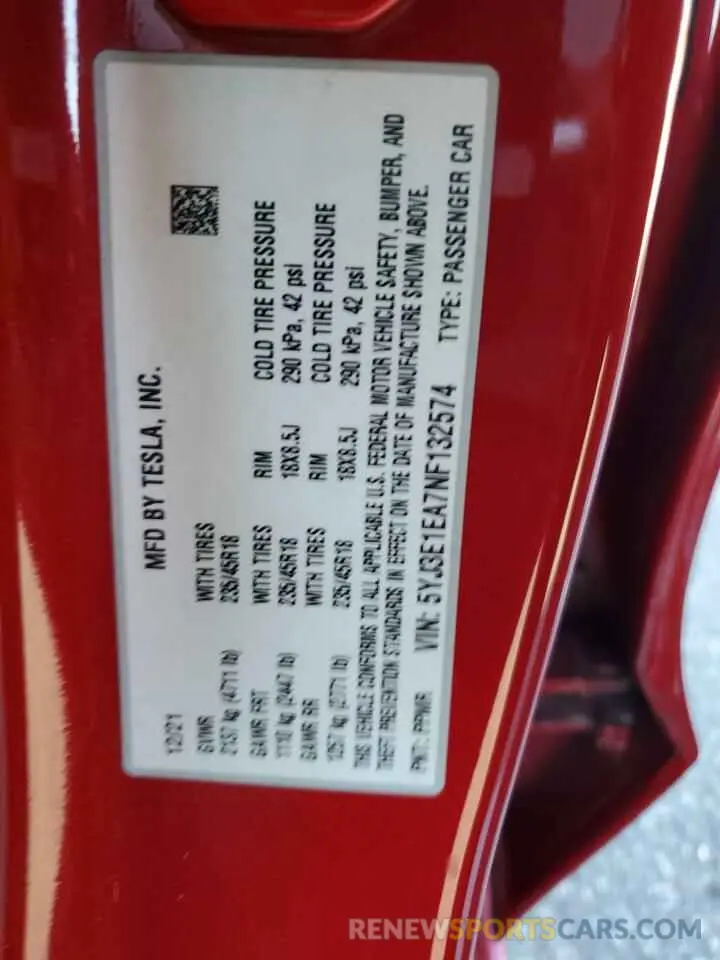 MFD BY TESLA, INC.
12/21
GVWR WITH TIRES RIM COLD TIRE PRESSURE
2137 kg (4711 lb) 235/45R18 18X8.5J 290 kPa, 42 psi
GAWR FRT WITH TIRES RIM COLD TIRE PRESSURE
1110 kg (2447 lb) 235/45R18 18X8.5J 290 kPa, 42 psi
GAWR RR WITH TIRES
1257 kg (2771 lb) 235/45R18
THIS VEHICLE CONFORMS TO ALL APPLICABLE U.S. FEDERAL MOTOR VEHICLE SAFETY, BUMPER, AND
THEFT PREVENTION STANDARDS IN EFFECT ON THE DATE OF MANUFACTURE SHOWN ABOVE.
PNT: PPMR VIN: 5YJ3E1EA7NF132574 TYPE: PASSENGER CAR
RENEWSPORTSCARS.COM